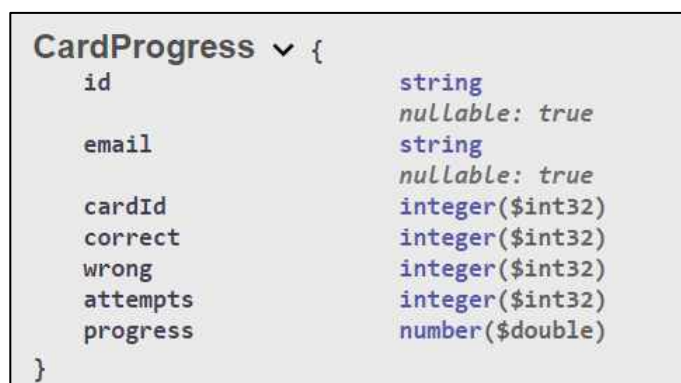 CardProgress {
id string
nullable: true
email string
nullable: true
cardId integer($int32)
correct integer($int32)
wrong integer($int32)
attempts integer($int32)
progress number($double)
}